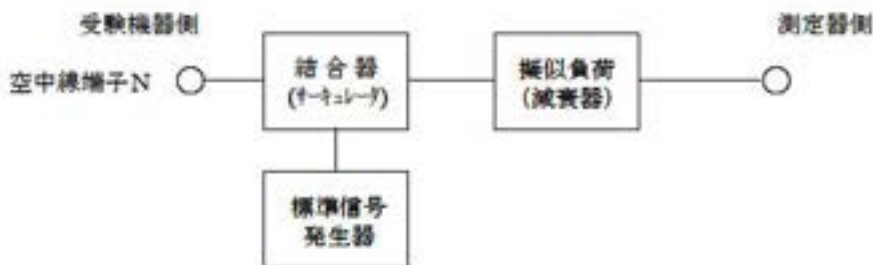 受験機器側
測定器側
空中線端子N
結合器
(サーキュレータ)
擬似負荷
(減衰器)
標準信号
発生器